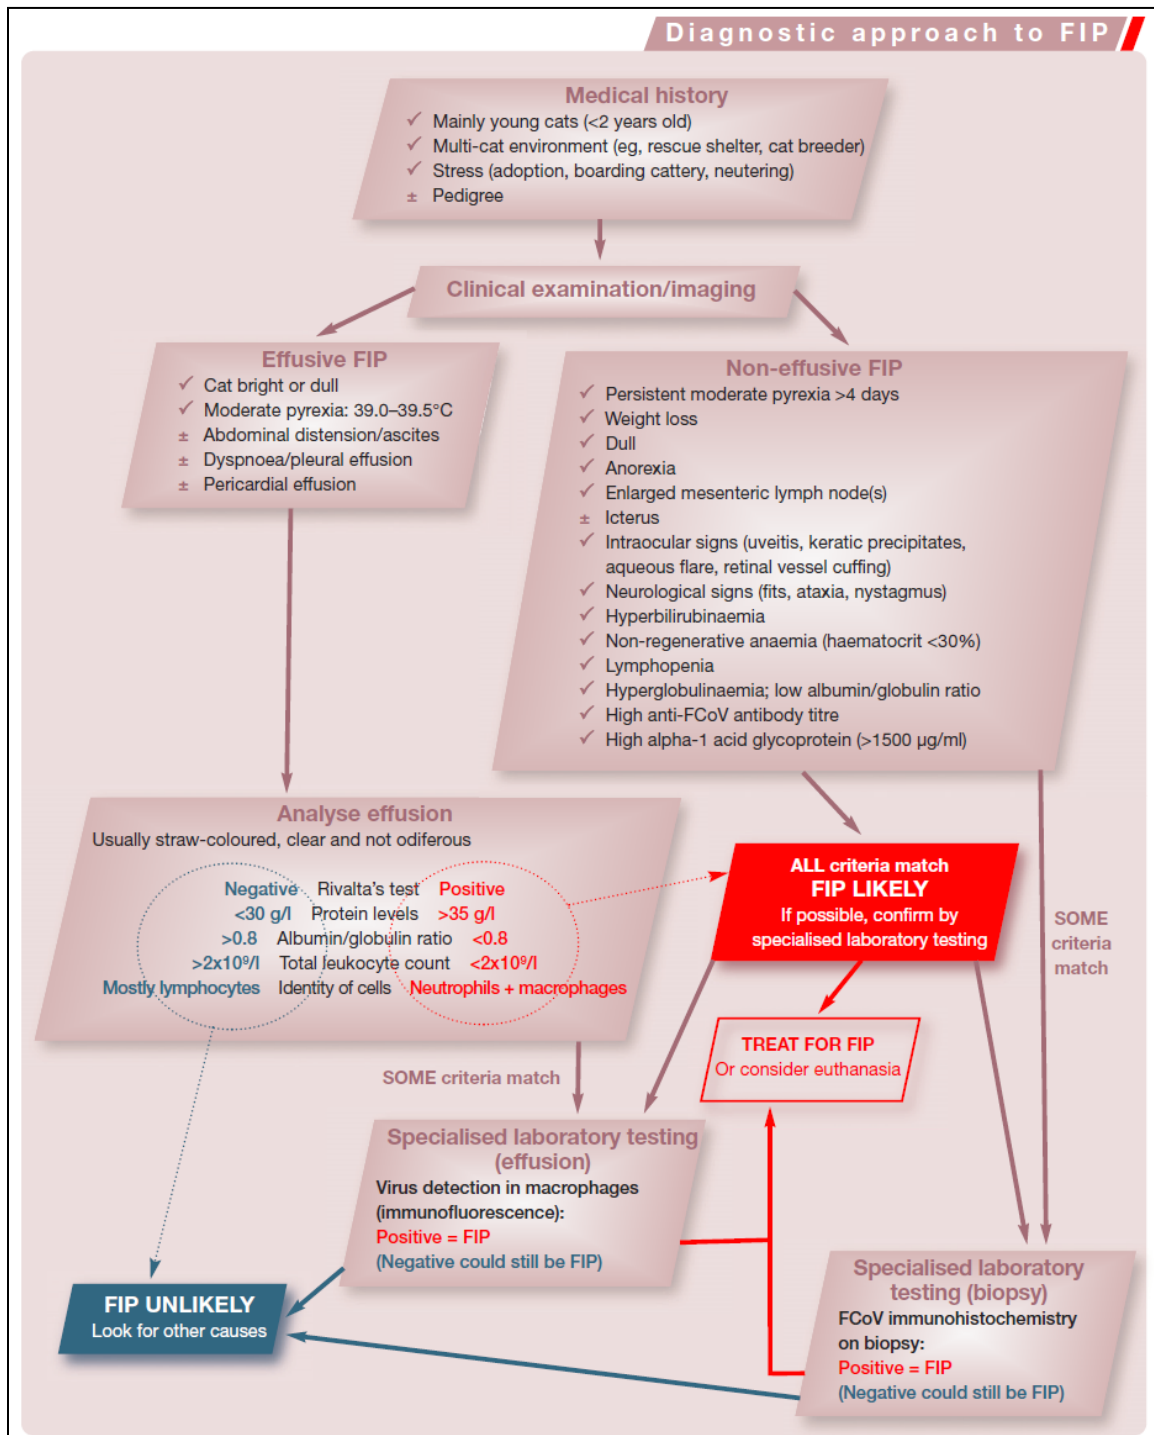 Diagnostic approach to FIP
Medical history
✓ Mainly young cats (<2 years old)
✓ Multi-cat environment (eg, rescue shelter, cat breeder)
✓ Stress (adoption, boarding cattery, neutering)
± Pedigree
Clinical examination/imaging
Effusive FIP
✓ Cat bright or dull
✓ Moderate pyrexia: 39.0–39.5°C
± Abdominal distension/ascites
± Dyspnoea/pleural effusion
± Pericardial effusion
Non-effusive FIP
✓ Persistent moderate pyrexia >4 days
✓ Weight loss
✓ Dull
✓ Anorexia
✓ Enlarged mesenteric lymph node(s)
± Icterus
✓ Intraocular signs (uveitis, keratic precipitates,
aqueous flare, retinal vessel cuffing)
✓ Neurological signs (fits, ataxia, nystagmus)
✓ Hyperbilirubinaemia
✓ Non-regenerative anaemia (haematocrit <30%)
✓ Lymphopenia
✓ Hyperglobulinaemia; low albumin/globulin ratio
✓ High anti-FCoV antibody titre
✓ High alpha-1 acid glycoprotein (>1500 µg/ml)
Analyse effusion
Usually straw-coloured, clear and not odiferous
Negative Rivalta's test Positive
<30 g/l Protein levels >35 g/l
>0.8 Albumin/globulin ratio <0.8
>2x10⁹/l Total leukocyte count <2x10⁹/l
Mostly lymphocytes Identity of cells Neutrophils + macrophages
ALL criteria match
FIP LIKELY
If possible, confirm by
specialised laboratory testing
SOME
criteria
match
TREAT FOR FIP
Or consider euthanasia
SOME criteria match
Specialised laboratory testing
(effusion)
Virus detection in macrophages
(immunofluorescence):
Positive = FIP
(Negative could still be FIP)
Specialised laboratory
testing (biopsy)
FCoV immunohistochemistry
on biopsy:
Positive = FIP
(Negative could still be FIP)
FIP UNLIKELY
Look for other causes